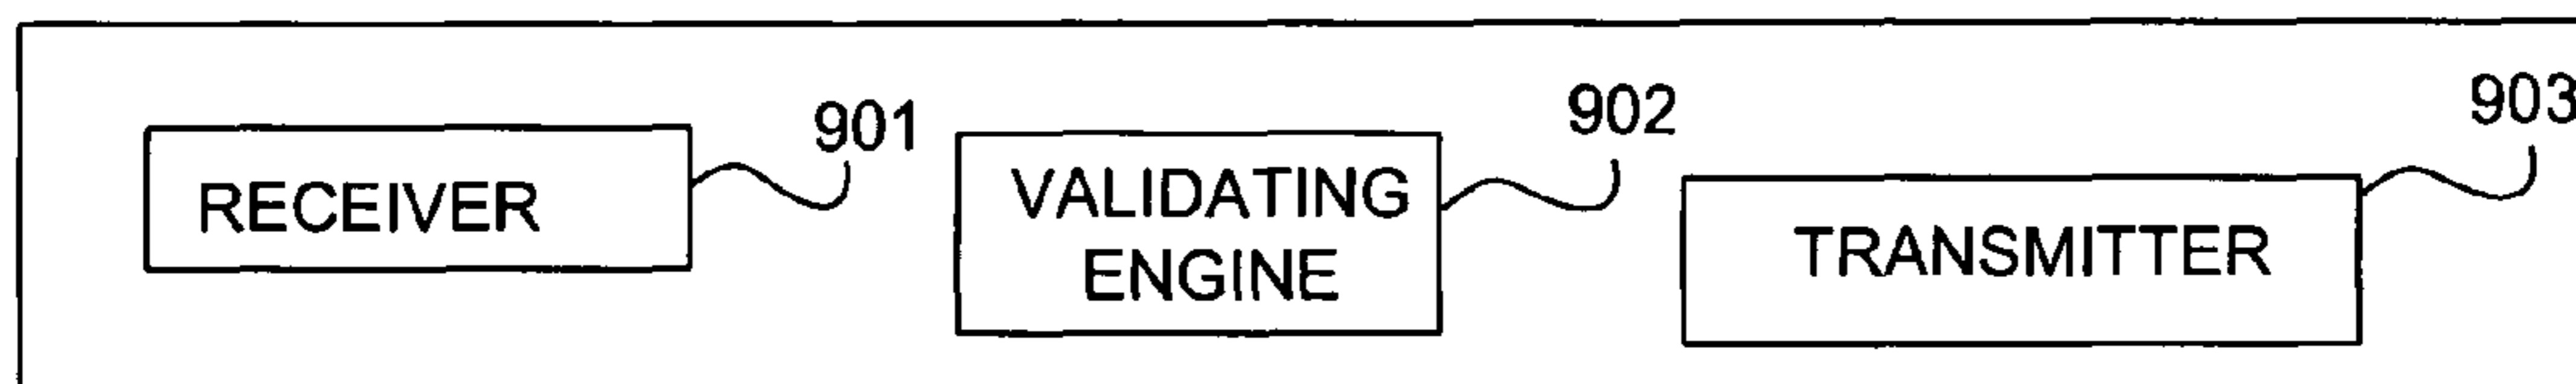 901
902
903
RECEIVER
VALIDATING
ENGINE
TRANSMITTER